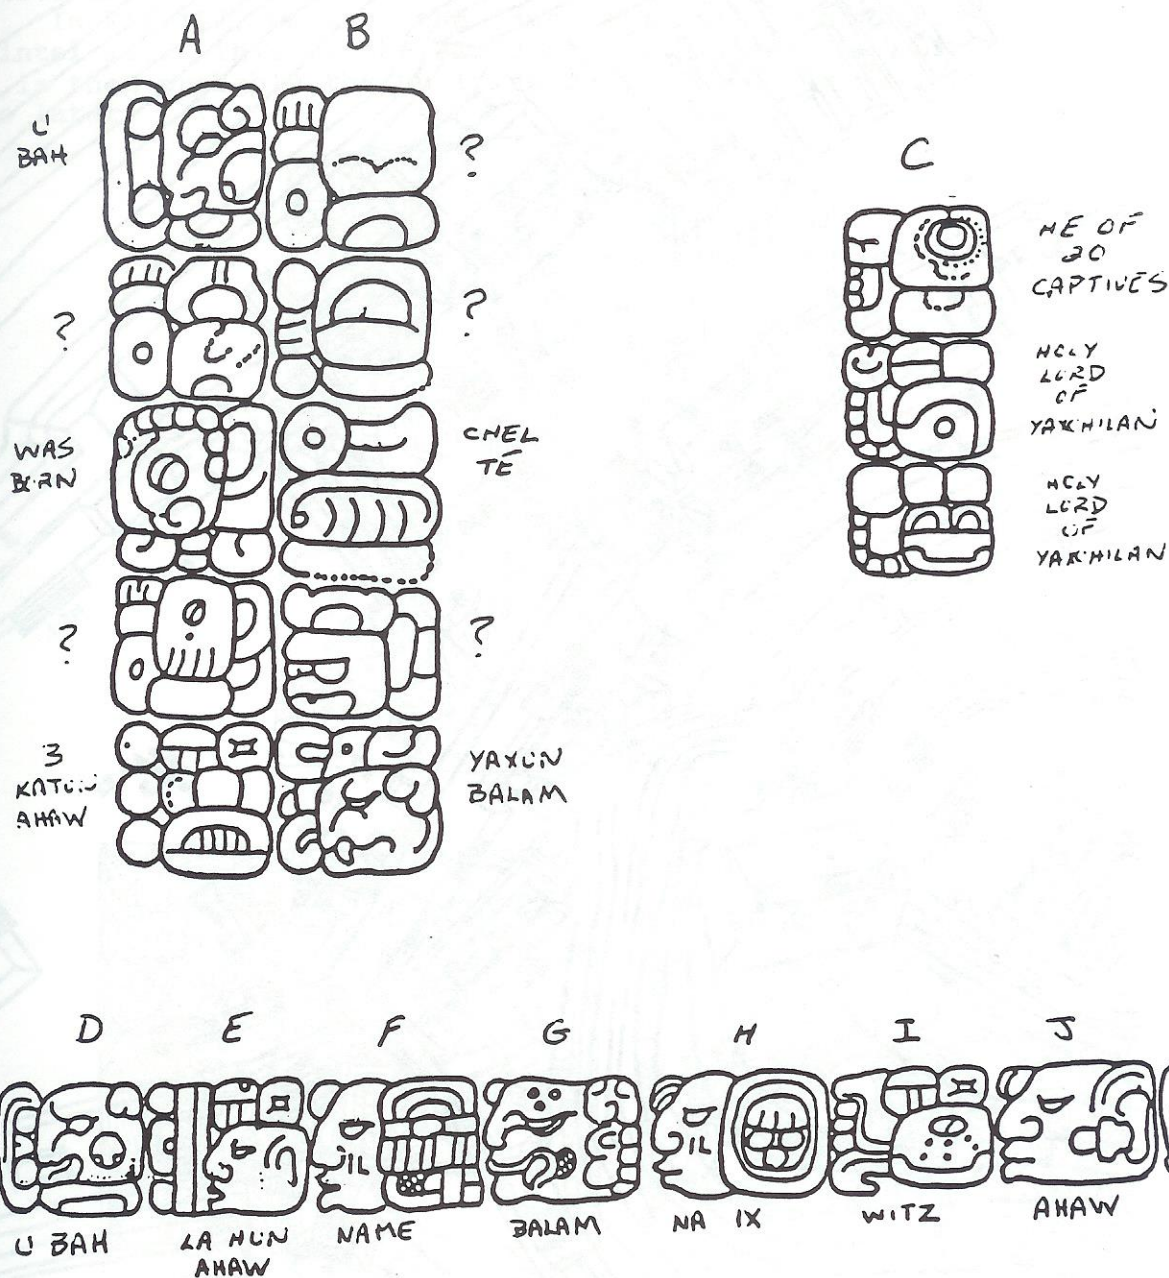 A B
U
BAH
?
?
?
WAS
BORN
CHEL
TE
?
?
3
KATUN
AHAW
YAXUN
BALAM
C
HE OF
20
CAPTIVES
HOLY
LORD
OF
YAXHILAN
HOLY
LORD
OF
YAXHILAN
D E F G H I J
U BAH
LA HUN
AHAW
NAME
BALAM
NA IX
WITZ
AHAW